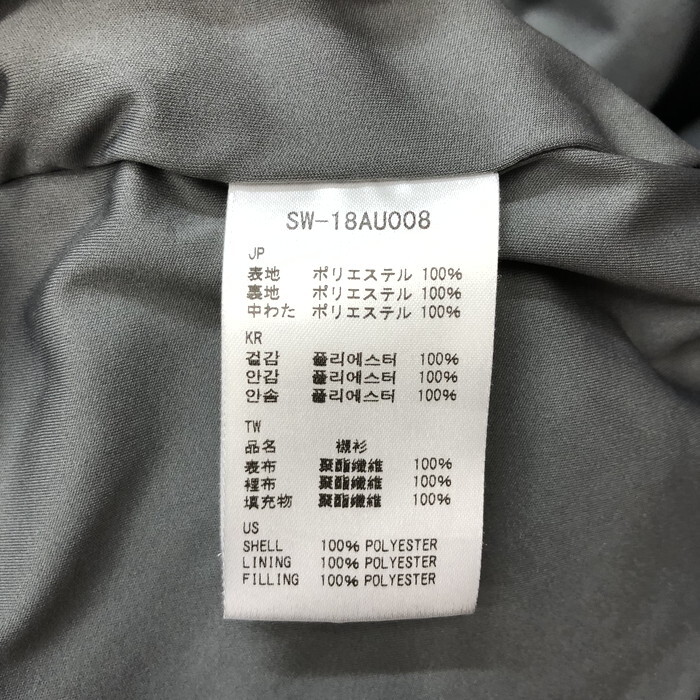 SW-18AU008
JP
表地 ポリエステル 100%
裏地 ポリエステル 100%
中わた ポリエステル 100%
KR
겉감 폴리에스터 100%
안감 폴리에스터 100%
안솜 폴리에스터 100%
TW
品名 襯衫
表布 聚酯纖維 100%
裡布 聚酯纖維 100%
填充物 聚酯纖維 100%
US
SHELL 100% POLYESTER
LINING 100% POLYESTER
FILLING 100% POLYESTER